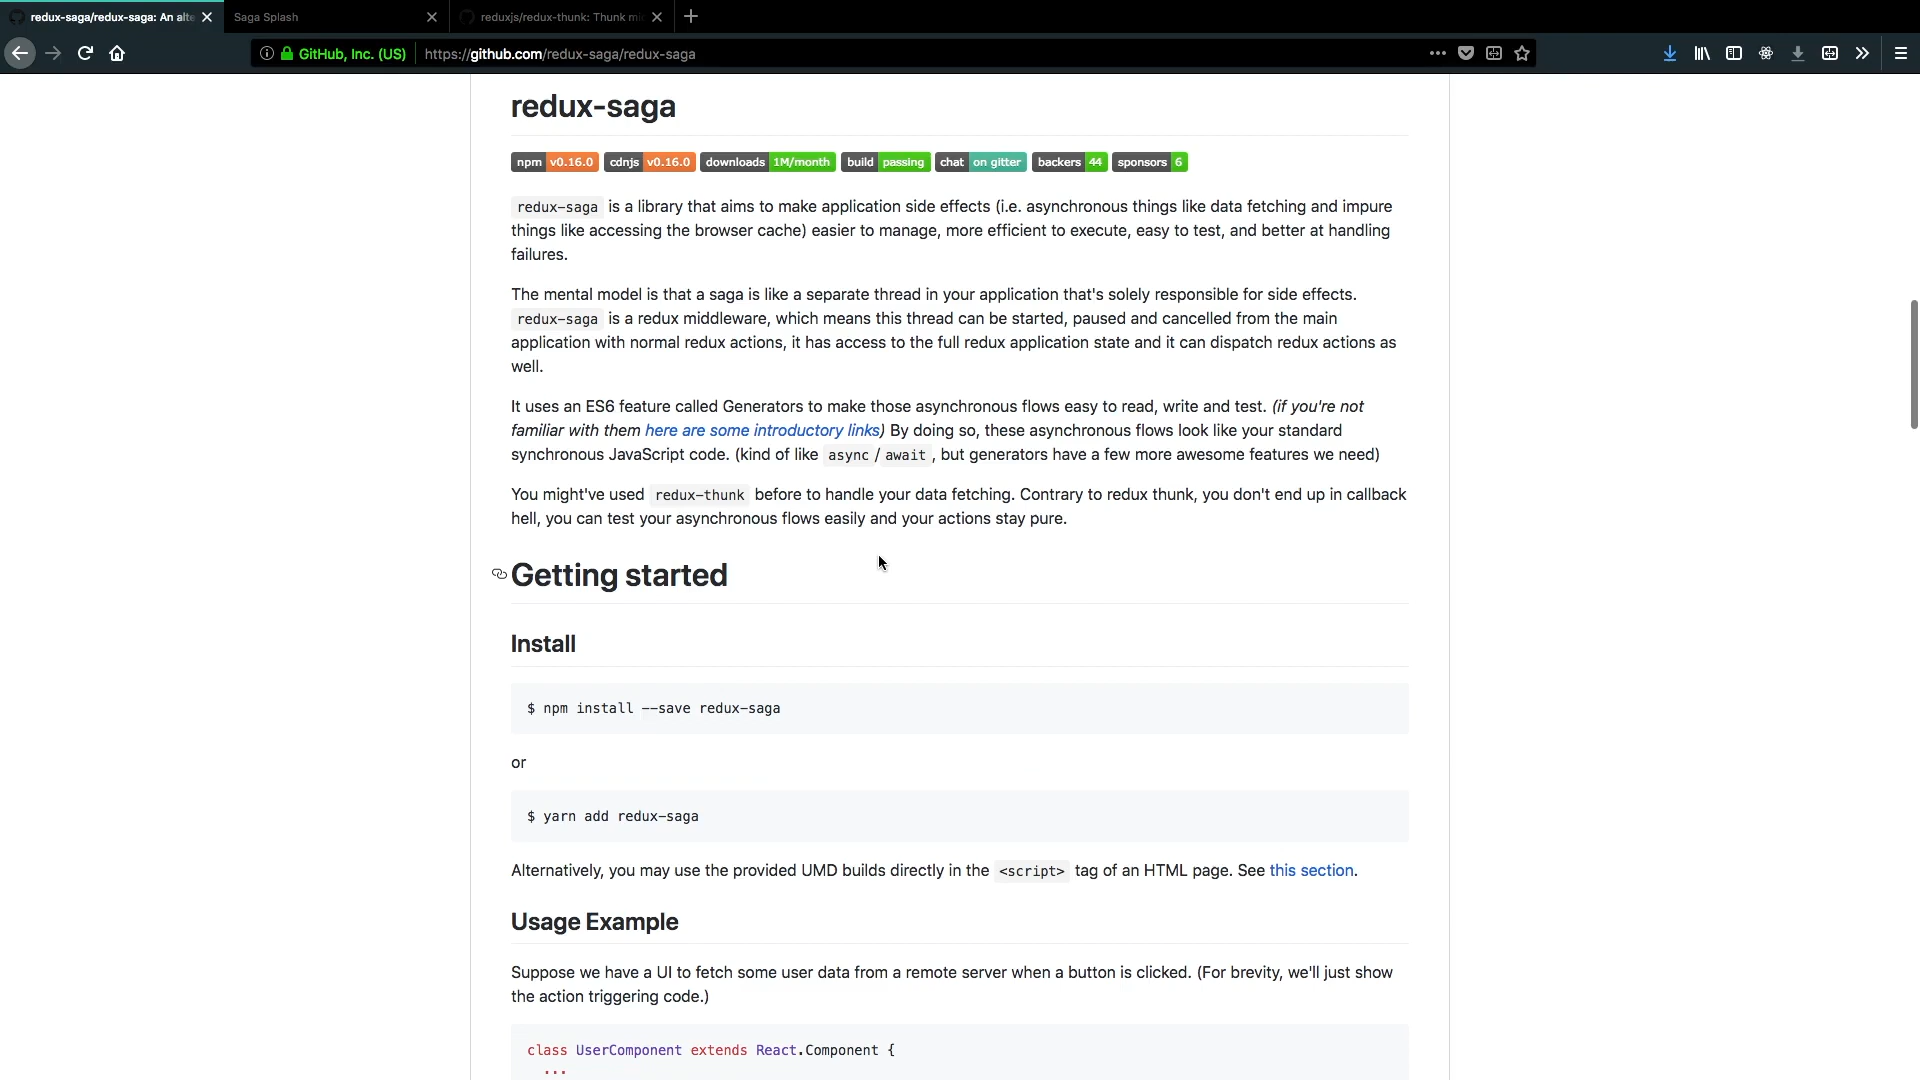 redux-saga/redux-saga: An alte
Saga Splash
reduxjs/redux-thunk: Thunk mi
GitHub, Inc. (US)
https://github.com/redux-saga/redux-saga
redux-saga
npm v0.16.0 cdnjs v0.16.0 downloads 1M/month build passing chat on gitter backers 44 sponsors 6
redux-saga is a library that aims to make application side effects (i.e. asynchronous things like data fetching and impure
things like accessing the browser cache) easier to manage, more efficient to execute, easy to test, and better at handling
failures.
The mental model is that a saga is like a separate thread in your application that's solely responsible for side effects.
redux-saga is a redux middleware, which means this thread can be started, paused and cancelled from the main
application with normal redux actions, it has access to the full redux application state and it can dispatch redux actions as
well.
It uses an ES6 feature called Generators to make those asynchronous flows easy to read, write and test. (if you're not
familiar with them here are some introductory links) By doing so, these asynchronous flows look like your standard
synchronous JavaScript code. (kind of like async / await , but generators have a few more awesome features we need)
You might've used redux-thunk before to handle your data fetching. Contrary to redux thunk, you don't end up in callback
hell, you can test your asynchronous flows easily and your actions stay pure.
Getting started
Install
$ npm install --save redux-saga
or
$ yarn add redux-saga
Alternatively, you may use the provided UMD builds directly in the <script> tag of an HTML page. See this section.
Usage Example
Suppose we have a UI to fetch some user data from a remote server when a button is clicked. (For brevity, we'll just show
the action triggering code.)
class UserComponent extends React.Component {
...